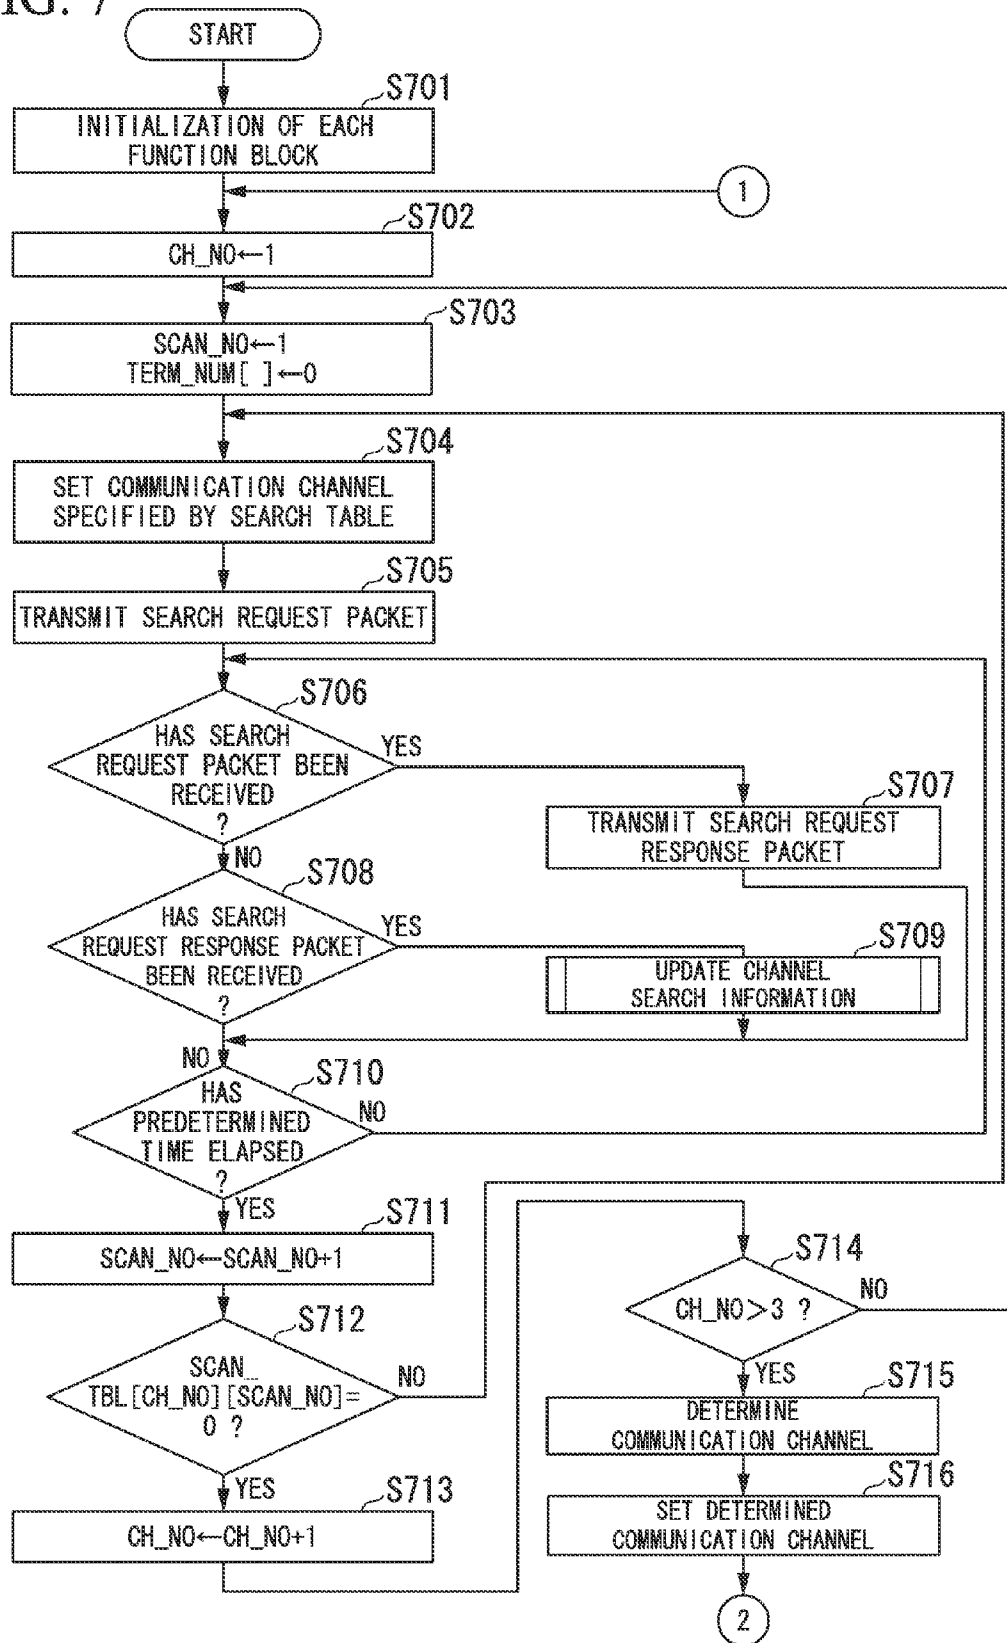 FIG. 7
START
S701
INITIALIZATION OF EACH
FUNCTION BLOCK
1
S702
CH_NO←1
S703
SCAN_NO←1
TERM_NUM[ ]←0
S704
SET COMMUNICATION CHANNEL
SPECIFIED BY SEARCH TABLE
S705
TRANSMIT SEARCH REQUEST PACKET
S706
HAS SEARCH
REQUEST PACKET BEEN
RECEIVED
?
YES
NO
S707
TRANSMIT SEARCH REQUEST
RESPONSE PACKET
S708
HAS SEARCH
REQUEST RESPONSE PACKET
BEEN RECEIVED
?
YES
NO
S709
UPDATE CHANNEL
SEARCH INFORMATION
S710
HAS
PREDETERMINED
TIME ELAPSED
?
NO
YES
S711
SCAN_NO←SCAN_NO+1
S712
SCAN_
TBL[CH_NO][SCAN_NO]=
0 ?
NO
YES
S713
CH_NO←CH_NO+1
S714
CH_NO>3 ?
NO
YES
S715
DETERMINE
COMMUNICATION CHANNEL
S716
SET DETERMINED
COMMUNICATION CHANNEL
2